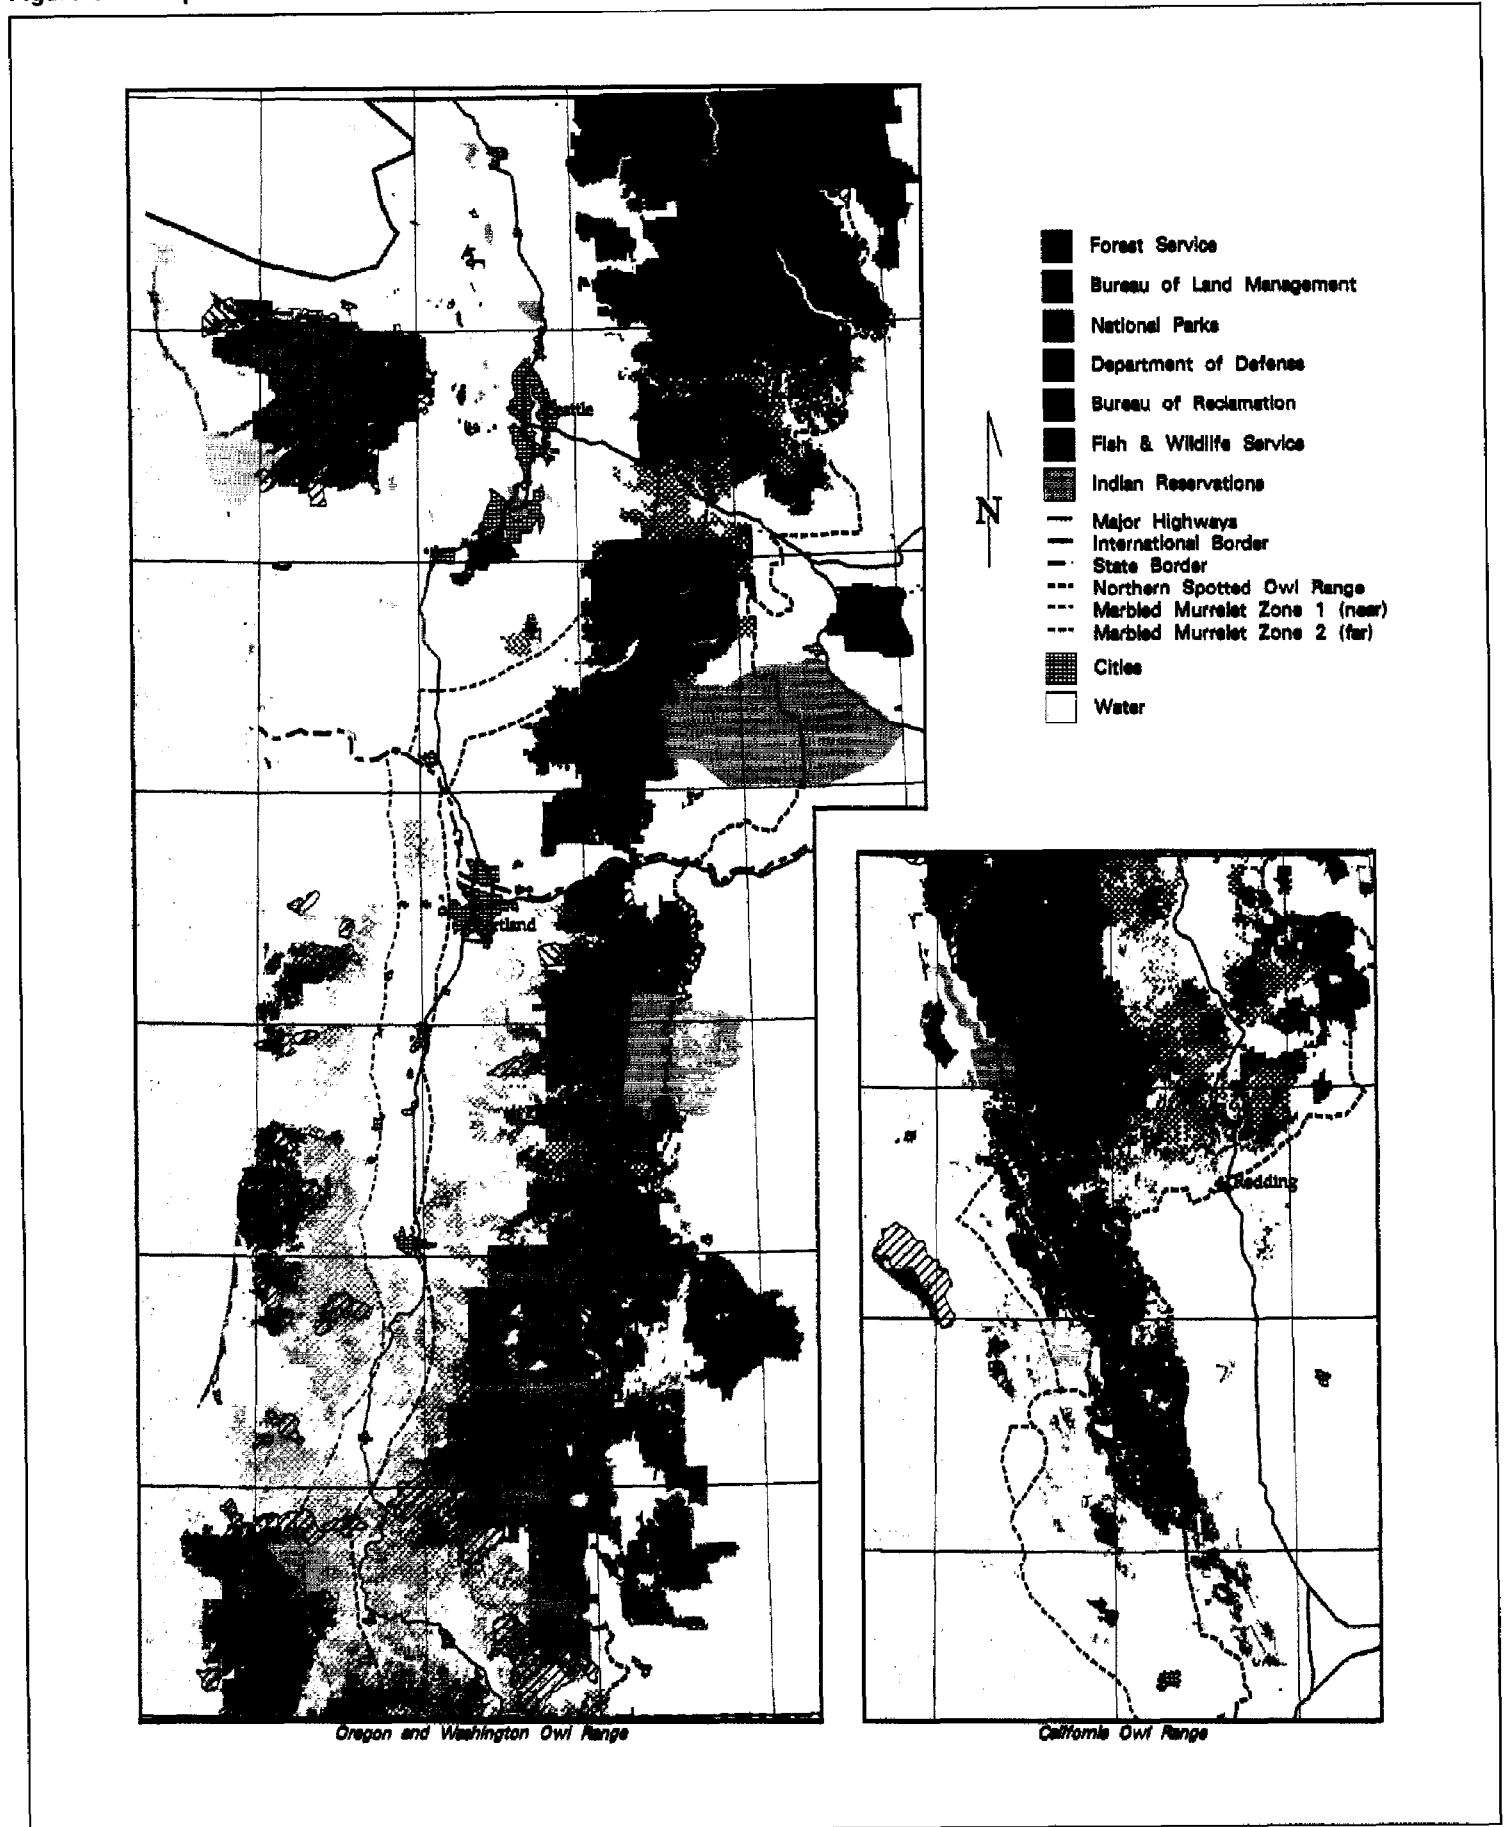 Forest Service
Bureau of Land Management
National Parks
Department of Defense
Bureau of Reclamation
Fish & Wildlife Service
Indian Reservations
N
Major Highways
International Border
State Border
Northern Spotted Owl Range
Marbled Murrelet Zone 1 (near)
Marbled Murrelet Zone 2 (far)
Cities
Water
Redding
Oregon and Washington Owl Range
California Owl Range